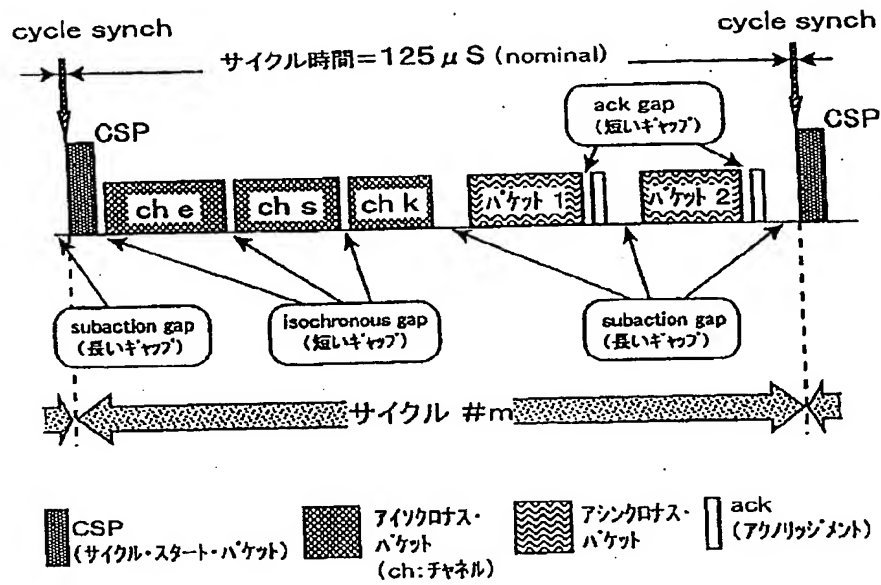 cycle synch
cycle synch
サイクル時間=125μS (nominal)
ack gap
(短いギャップ)
CSP
CSP
ch e
ch s
ch k
パケット 1
パケット 2
subaction gap
(長いギャップ)
isochronous gap
(短いギャップ)
subaction gap
(長いギャップ)
サイクル #m
CSP
(サイクル・スタート・パケット)
アイソクロナス・
パケット
(ch:チャネル)
アシンクロナス・
パケット
ack
(アクノリッジメント)